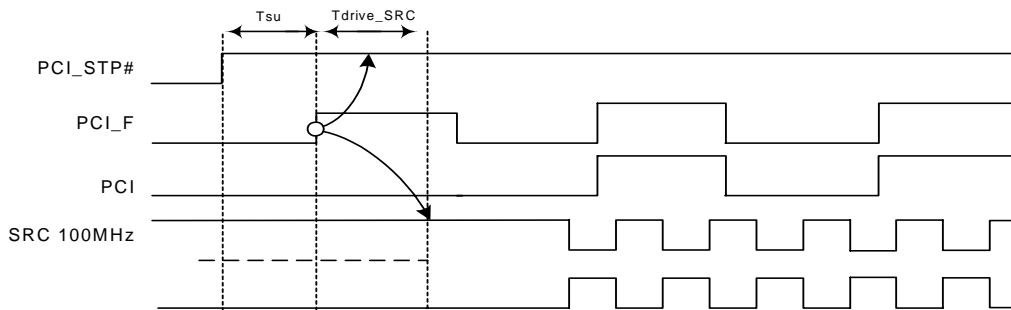 Tsu Tdrive_SRC
PCI_STP#
PCI_F
PCI
SRC 100MHz